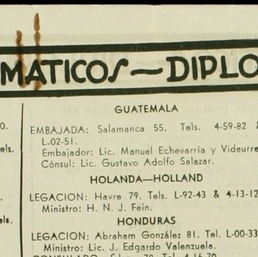 MATICOS—DIPLO
GUATEMALA
EMBAJADA: Salamanca 55. Tels. 4-59-82 &
L-02-51.
Embajador: Lic. Manuel Echevarría y Videurre
Cónsul: Lic. Gustavo Adolfo Salazar.
HOLANDA—HOLLAND
LEGACION: Havre 79. Tels. L-92-43 & 4-13-12
Ministro: H. N. J. Fein.
HONDURAS
LEGACION: Abraham González 81. Tel. L-00-33
Ministro: Lic. J. Edgardo Valenzuela.